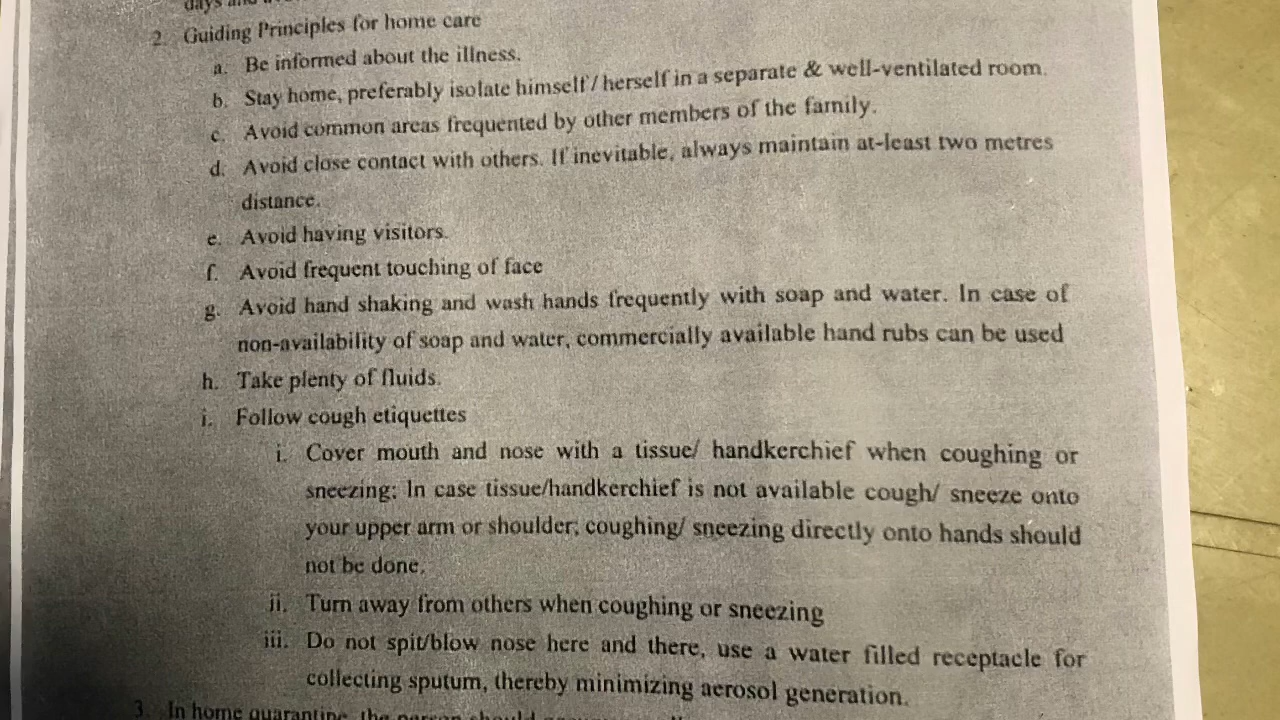 days and
2. Guiding Principles for home care
a. Be informed about the illness.
b. Stay home, preferably isolate himself / herself in a separate & well-ventilated room.
c. Avoid common areas frequented by other members of the family.
d. Avoid close contact with others. If inevitable, always maintain at-least two metres
distance.
e. Avoid having visitors.
f. Avoid frequent touching of face
g. Avoid hand shaking and wash hands frequently with soap and water. In case of
non-availability of soap and water, commercially available hand rubs can be used
h. Take plenty of fluids.
i. Follow cough etiquettes
i. Cover mouth and nose with a tissue/ handkerchief when coughing or
sneezing; In case tissue/handkerchief is not available cough/ sneeze onto
your upper arm or shoulder; coughing/ sneezing directly onto hands should
not be done.
ii. Turn away from others when coughing or sneezing
iii. Do not spit/blow nose here and there, use a water filled receptacle for
collecting sputum, thereby minimizing aerosol generation.
3. In home quarantine, the person should